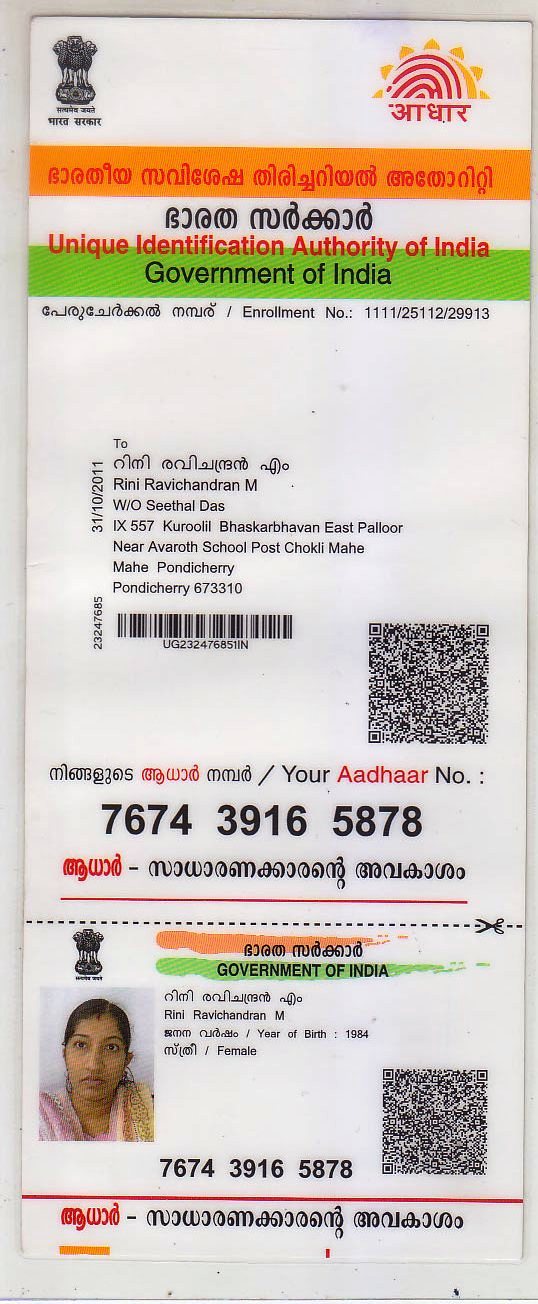 सत्यमेव जयते
भारत सरकार
आधार
ഭാരതീയ സവിശേഷ തിരിച്ചറിയൽ അതോറിറ്റി
ഭാരത സർക്കാർ
Unique Identification Authority of India
Government of India
പേരുചേർക്കൽ നമ്പര് / Enrollment No.: 1111/25112/29913
To
റിനി രവിചന്ദ്രൻ എം
Rini Ravichandran M
W/O Seethal Das
IX 557 Kuroolil Bhaskarbhavan East Palloor
Near Avaroth School Post Chokli Mahe
Mahe Pondicherry
Pondicherry 673310
31/10/2011
23247685
UG232476851IN
നിങ്ങളുടെ ആധാർ നമ്പർ / Your Aadhaar No. :
7674 3916 5878
ആധാർ - സാധാരണക്കാരന്റെ അവകാശം
सत्यमेव जयते
ഭാരത സർക്കാർ
GOVERNMENT OF INDIA
റിനി രവിചന്ദ്രൻ എം
Rini Ravichandran M
ജനന വർഷം / Year of Birth : 1984
സ്ത്രീ / Female
7674 3916 5878
ആധാർ - സാധാരണക്കാരന്റെ അവകാശം